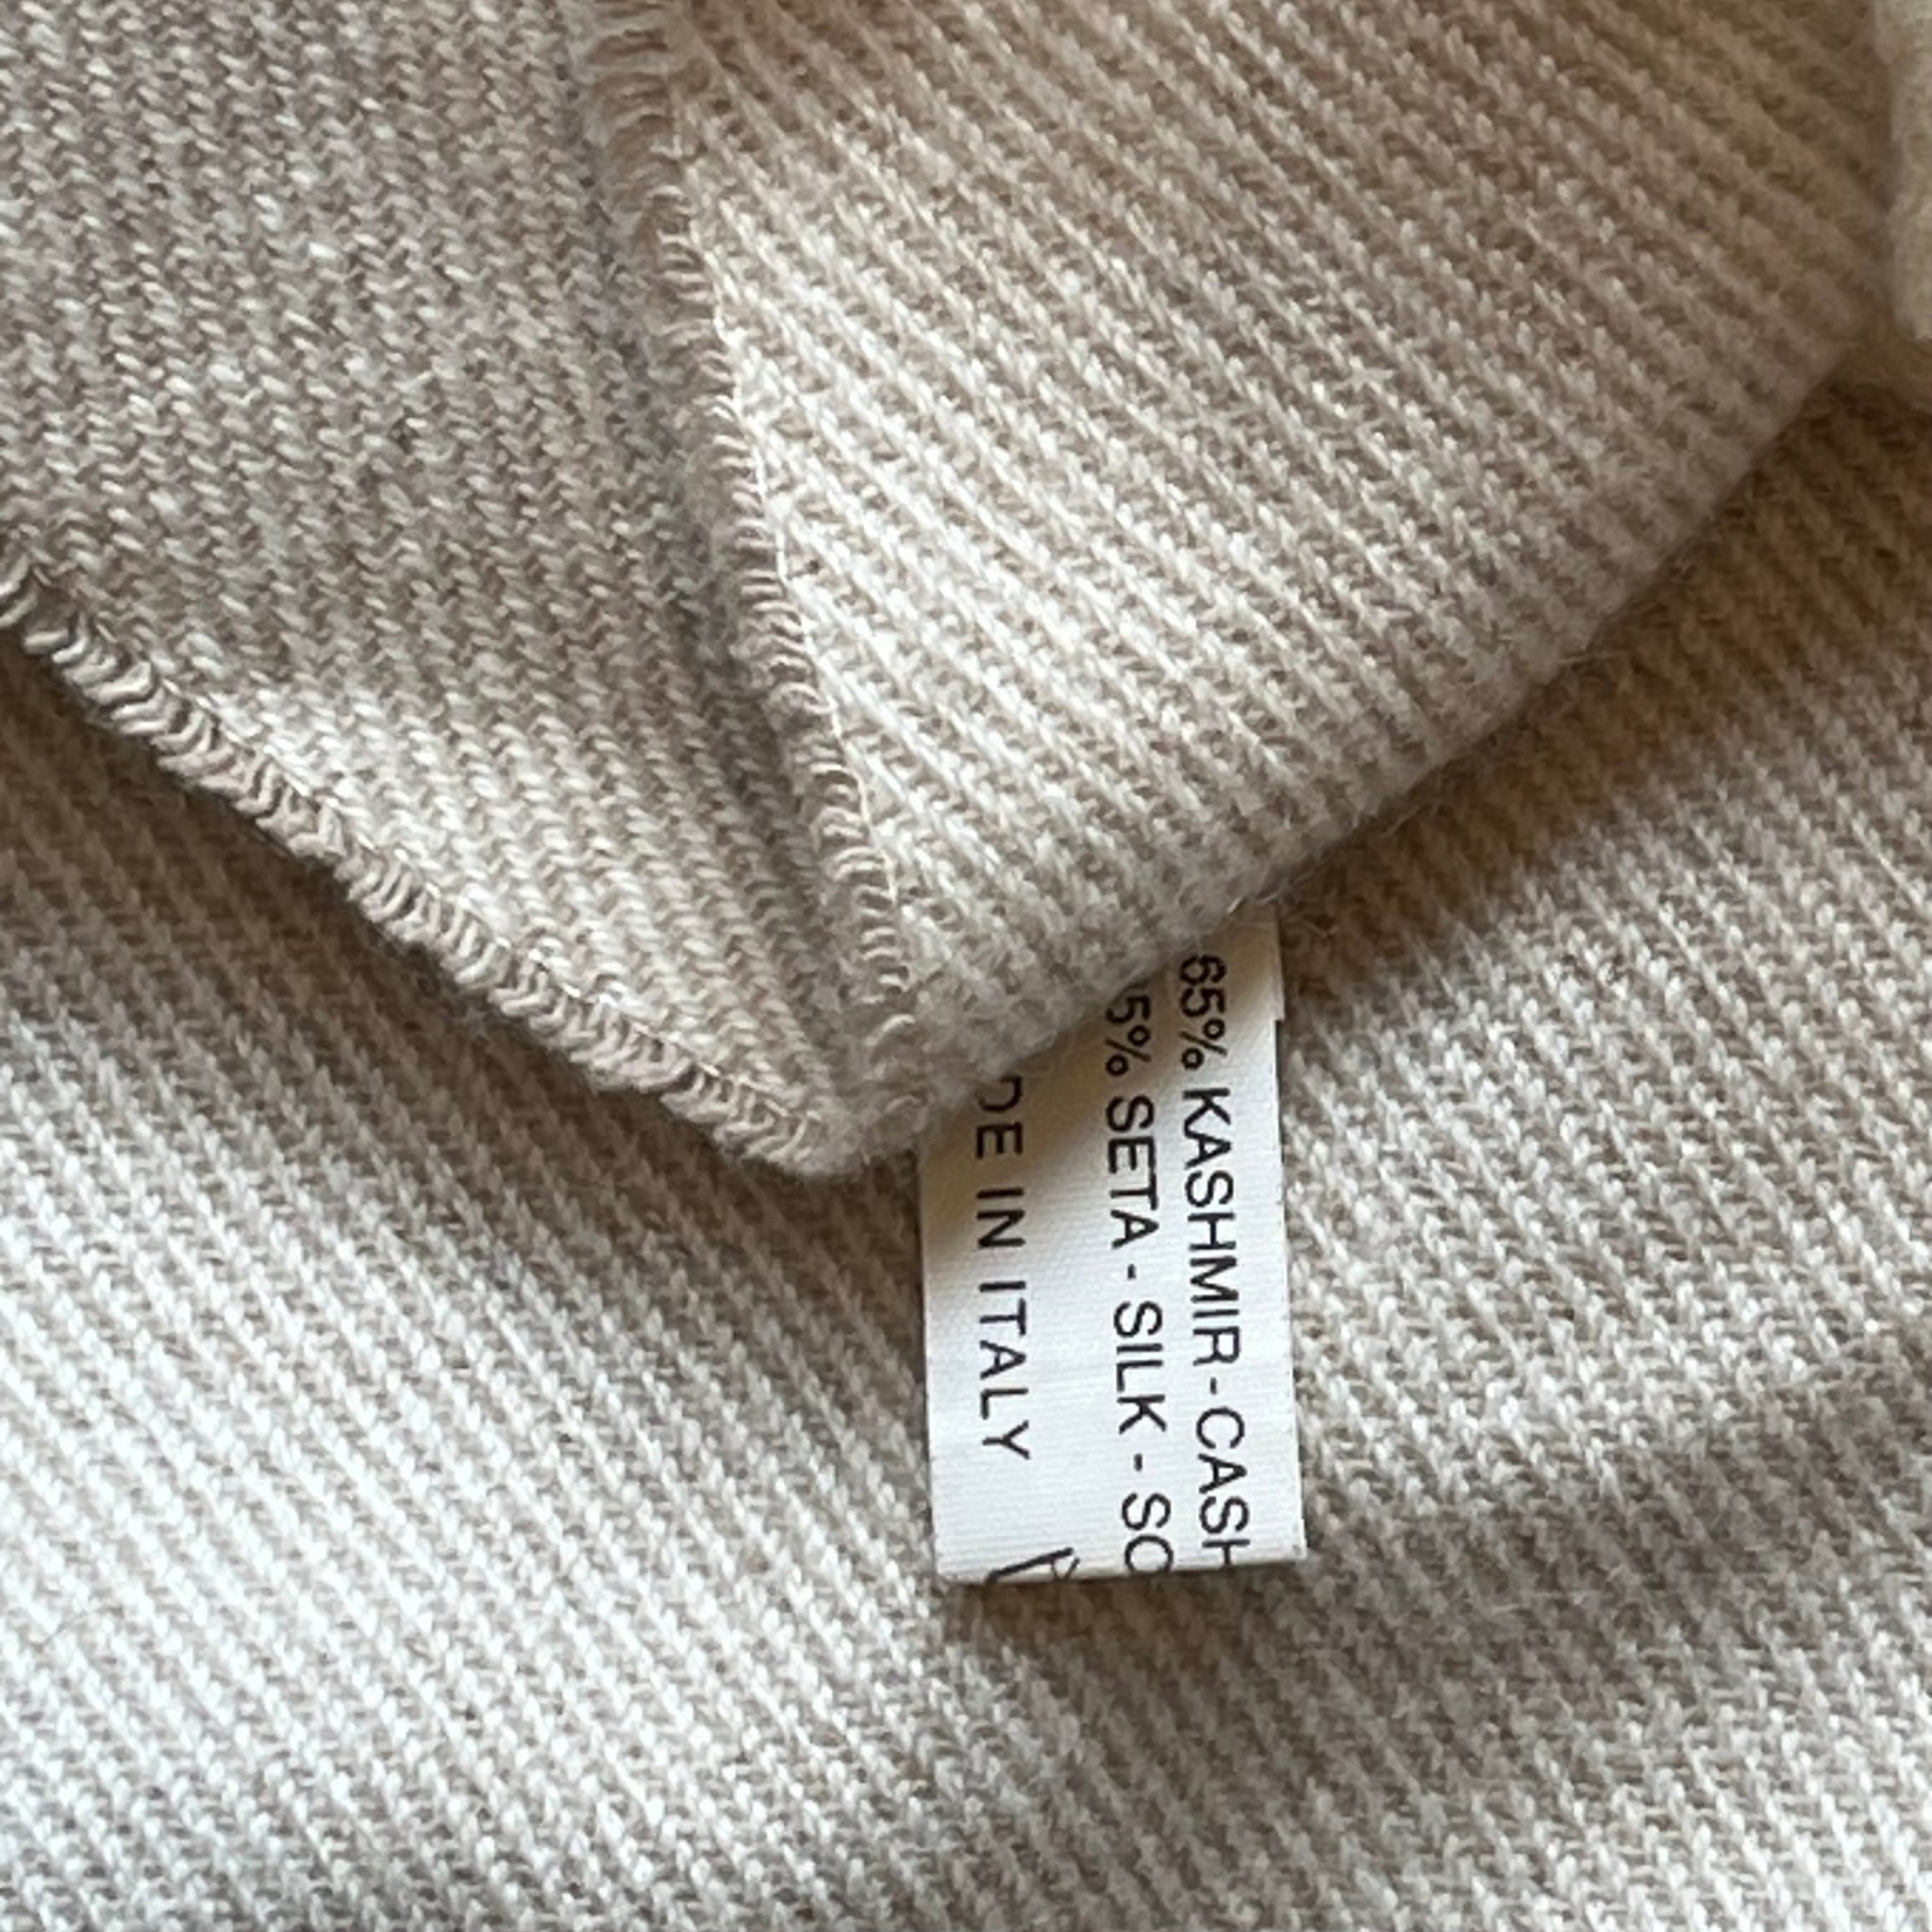 65% KASHMIR - CASH
5% SETA - SILK - SO
DE IN ITALY